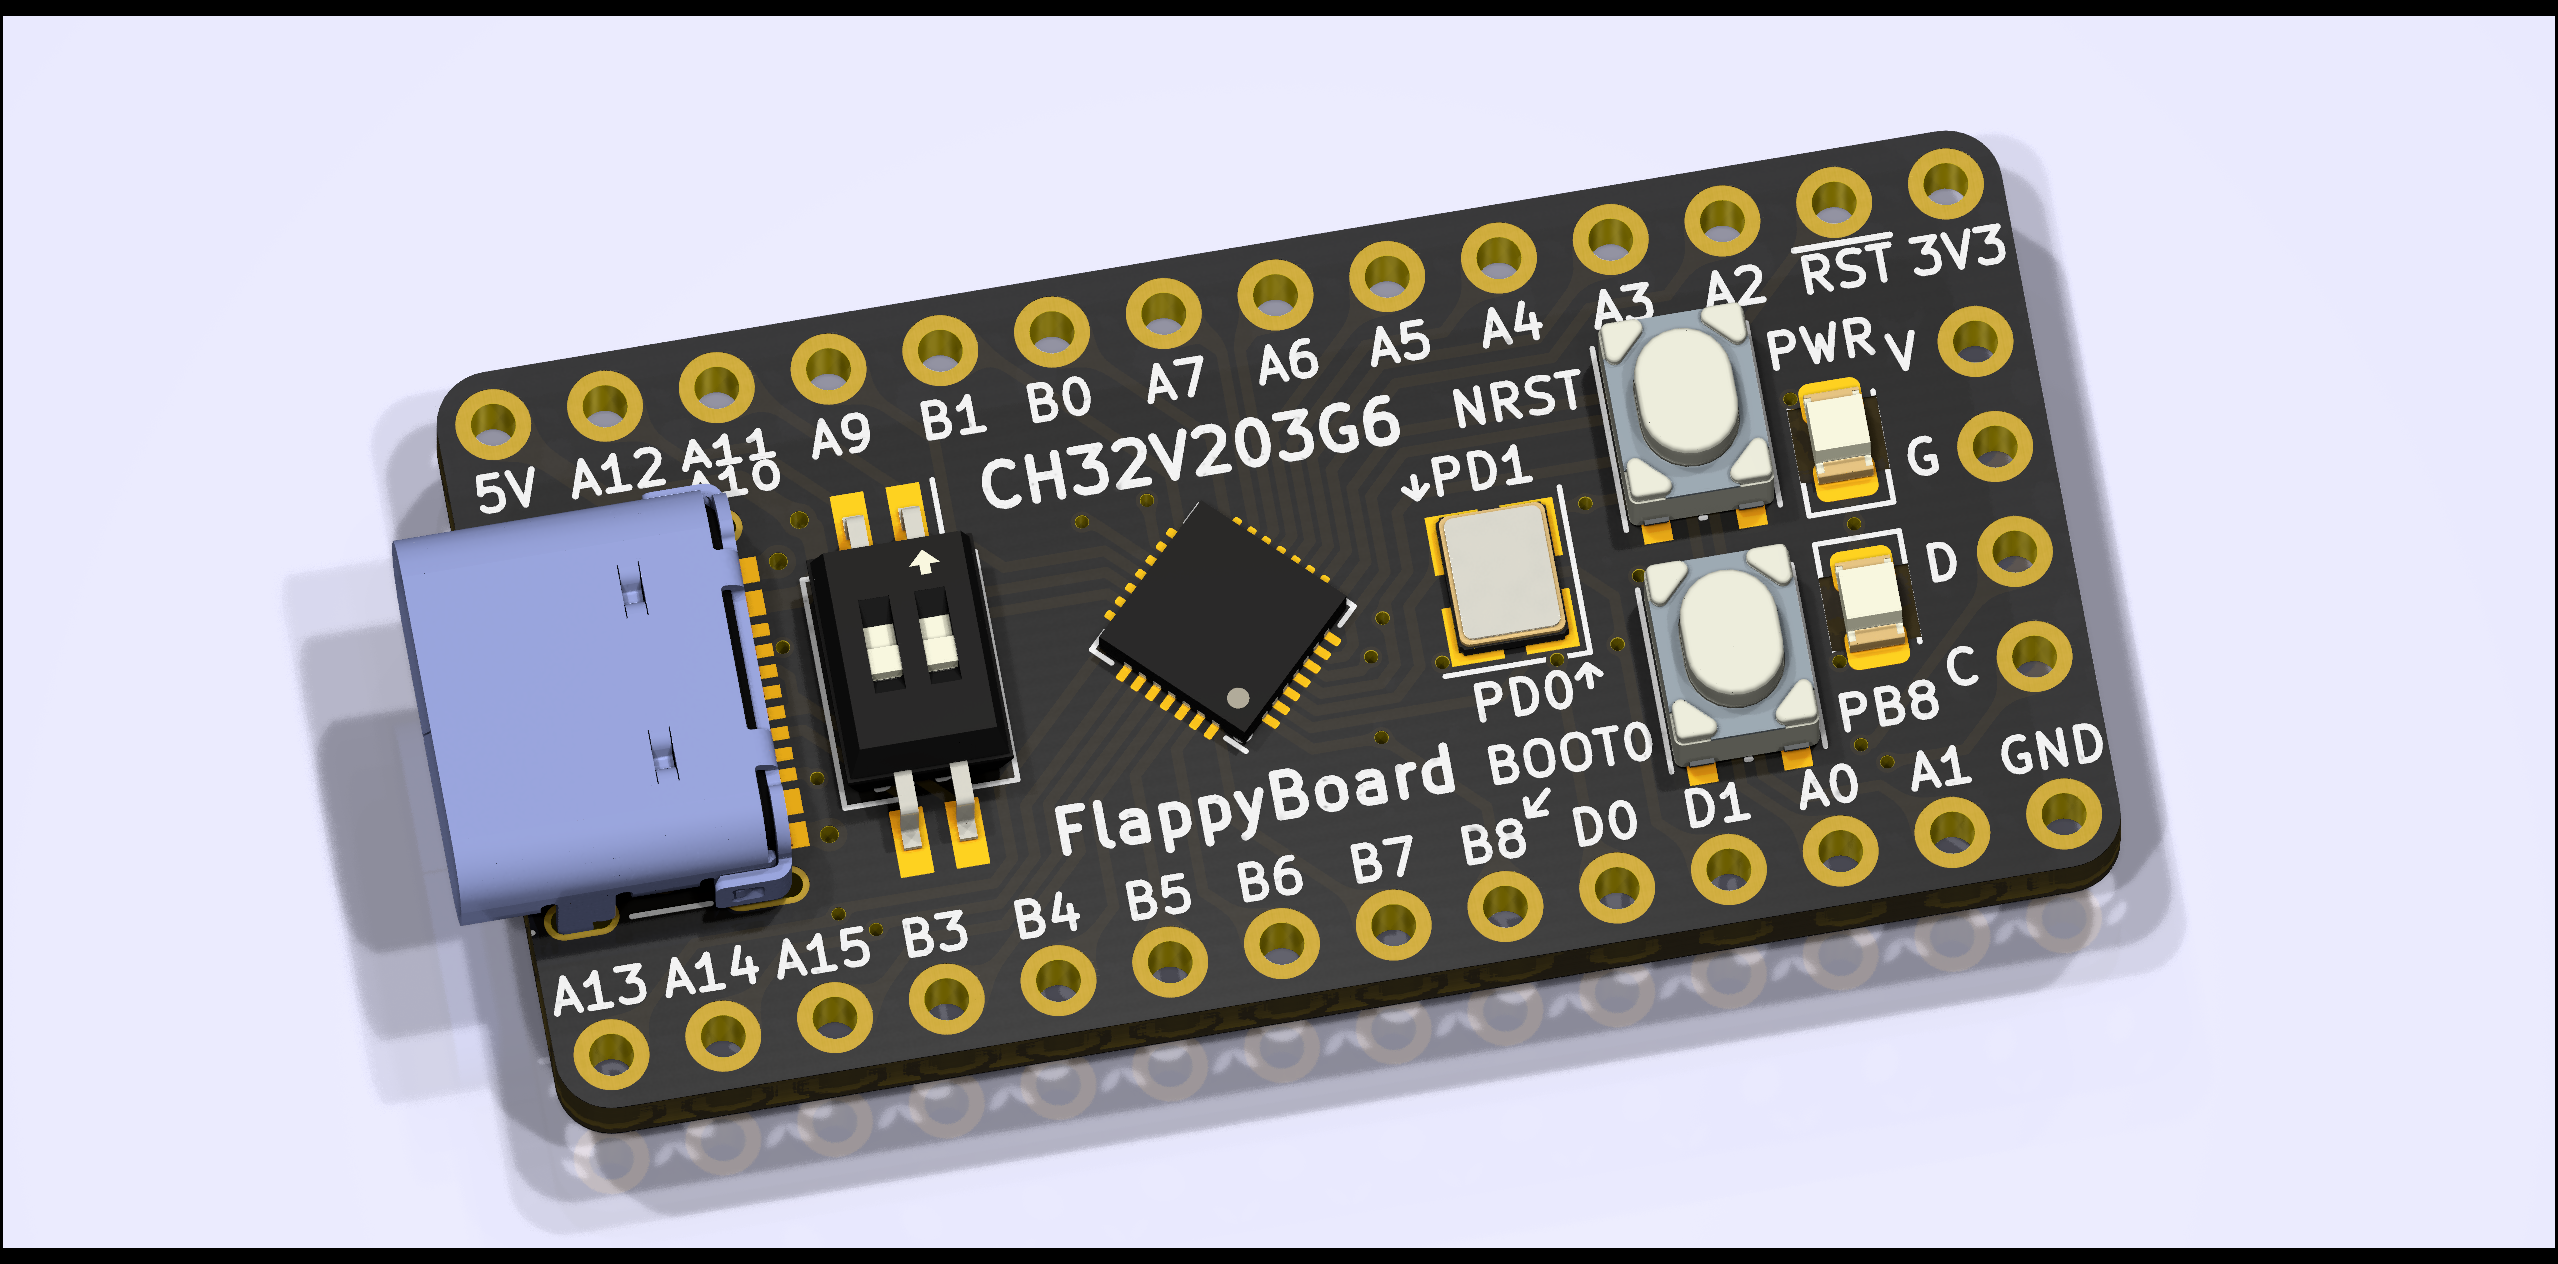 5V A12 A11 A9 B1 B0 A7 A6 A5 A4 A3 A2 RST 3V3
A10
CH32V203G6
NRST
PWR
V
G
D
C
↓PD1
PD0↑
BOOT0
PB8
FlappyBoard
A13 A14 A15 B3 B4 B5 B6 B7 B8 D0 D1 A0 A1 GND